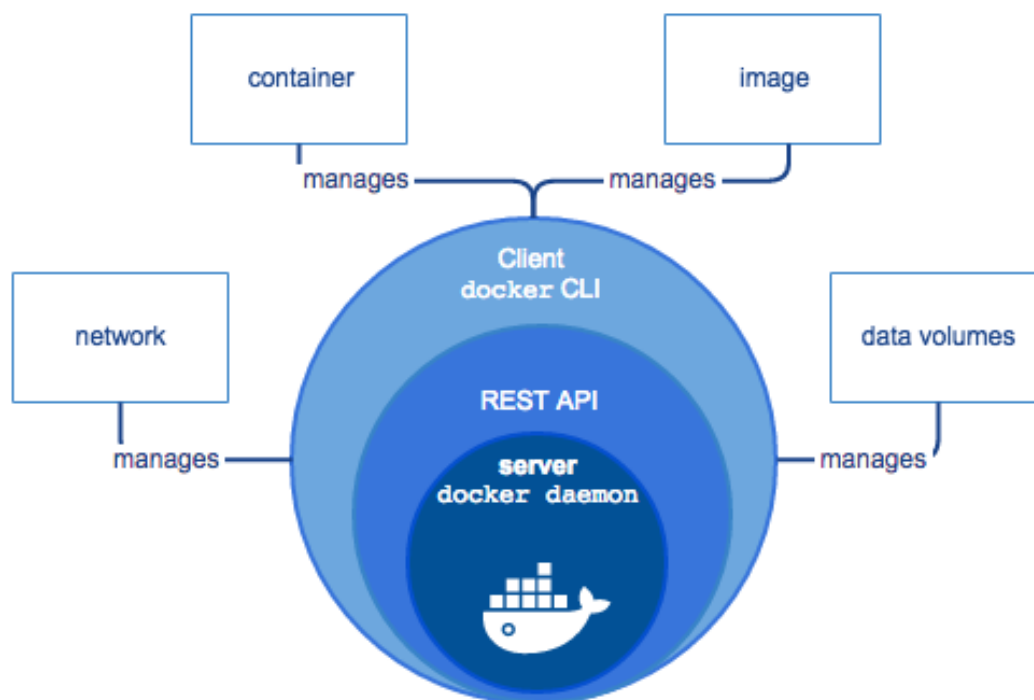 container
image
manages
manages
Client
docker CLI
network
data volumes
REST API
manages
manages
server
docker daemon